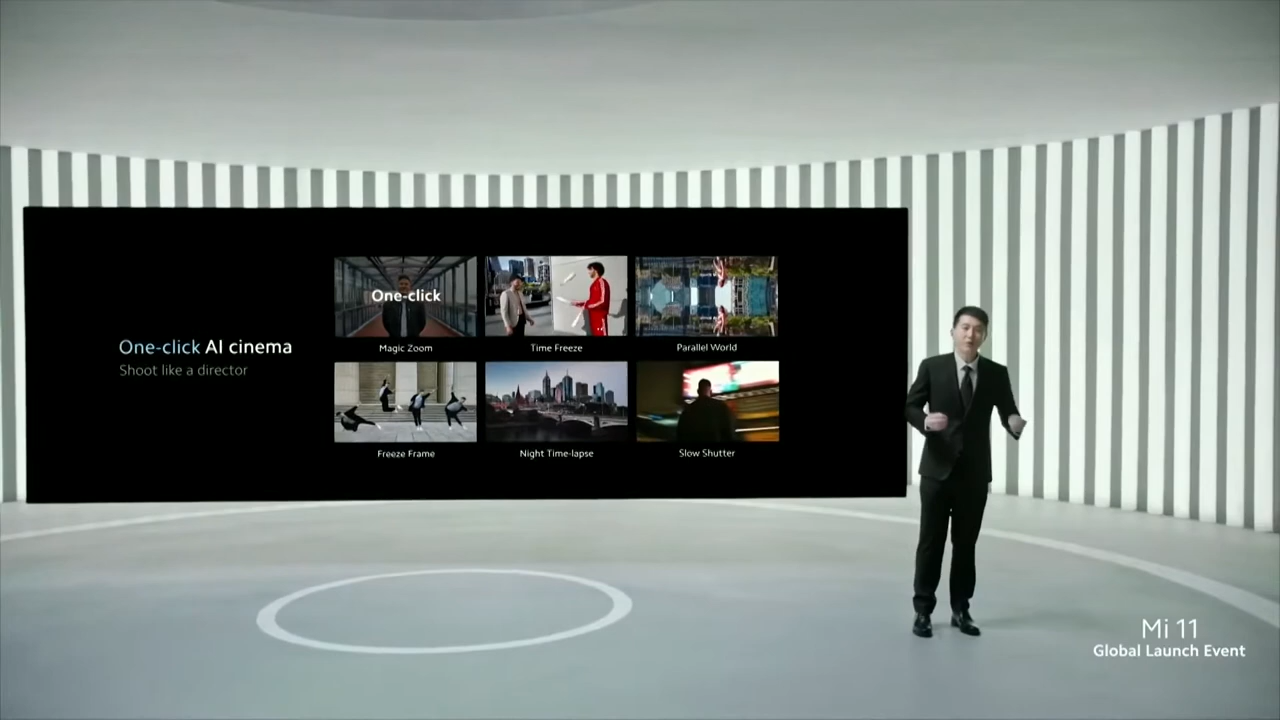 One-click AI cinema
Shoot like a director
One-click
Magic Zoom
Time Freeze
Parallel World
Freeze Frame
Night Time-lapse
Slow Shutter
Mi 11
Global Launch Event